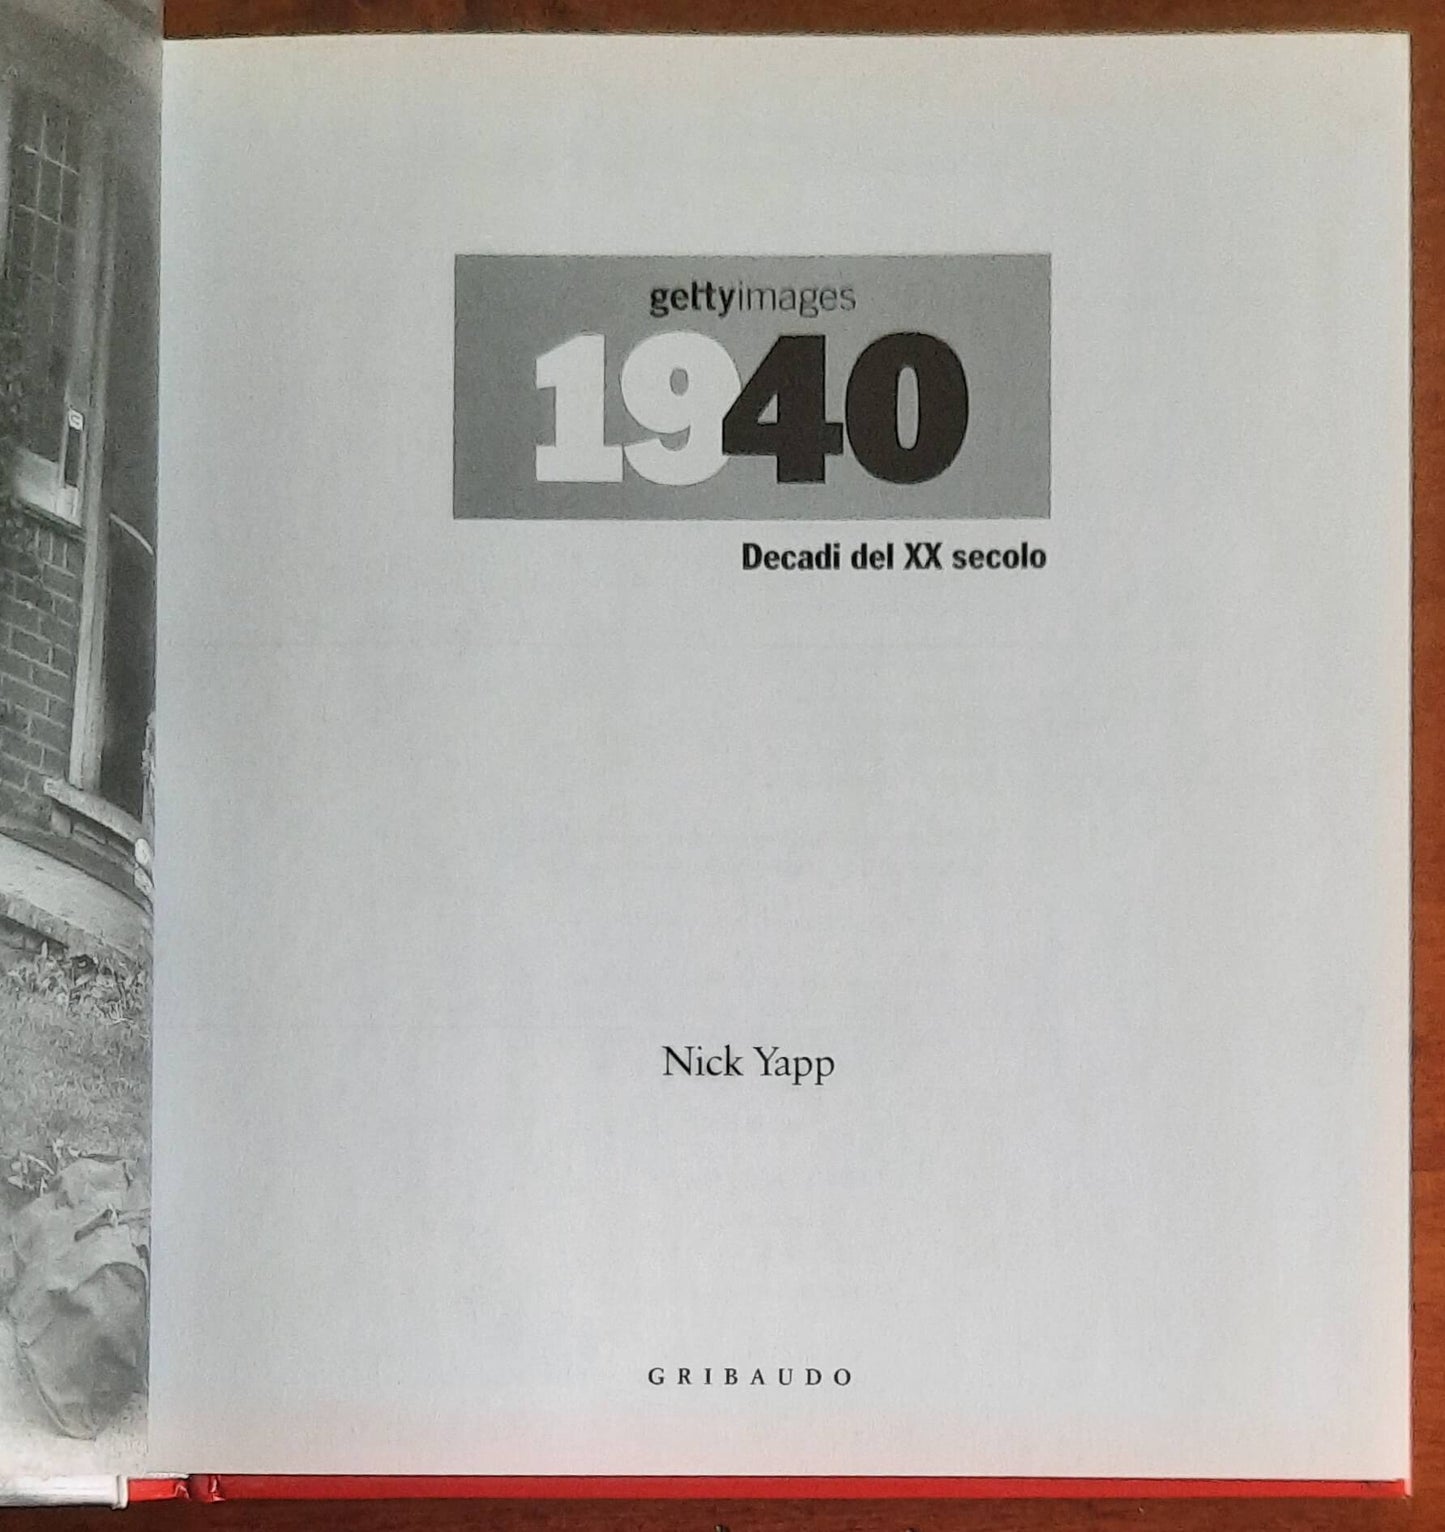 gettyimages
1940
Decadi del XX secolo
Nick Yapp
GRIBAUDO